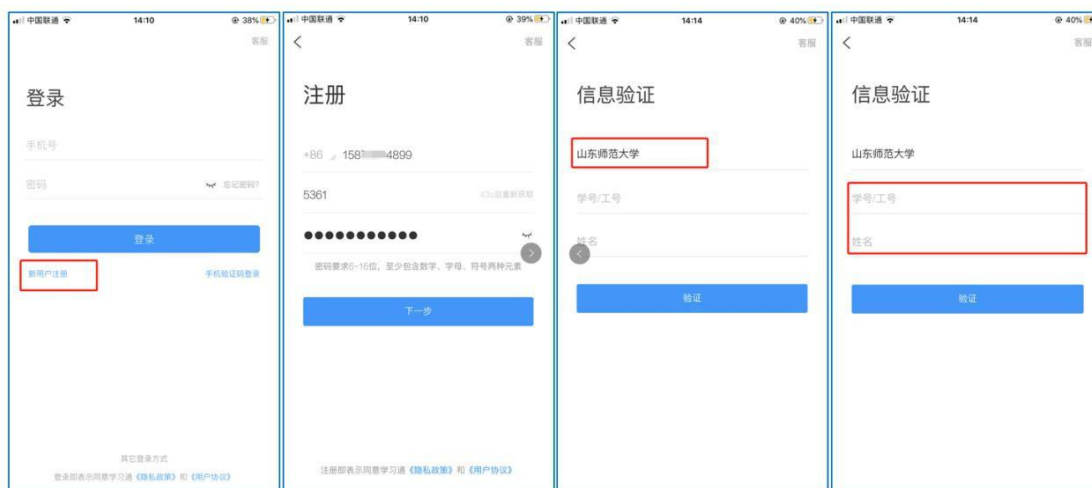 中国联通 14:10 38%
客服
登录
手机号
密码 忘记密码?
登录
新用户注册 手机验证码登录
其它登录方式
登录即表示同意学习通《隐私政策》和《用户协议》
中国联通 14:10 39%
客服
注册
+86 158 4899
5361 43s后重新获取
密码要求6-16位，至少包含数字、字母、符号两种元素
下一步
注册即表示同意学习通《隐私政策》和《用户协议》
中国联通 14:14 40%
客服
信息验证
山东师范大学
学号/工号
姓名
验证
中国联通 14:14 40%
客服
信息验证
山东师范大学
学号/工号
姓名
验证